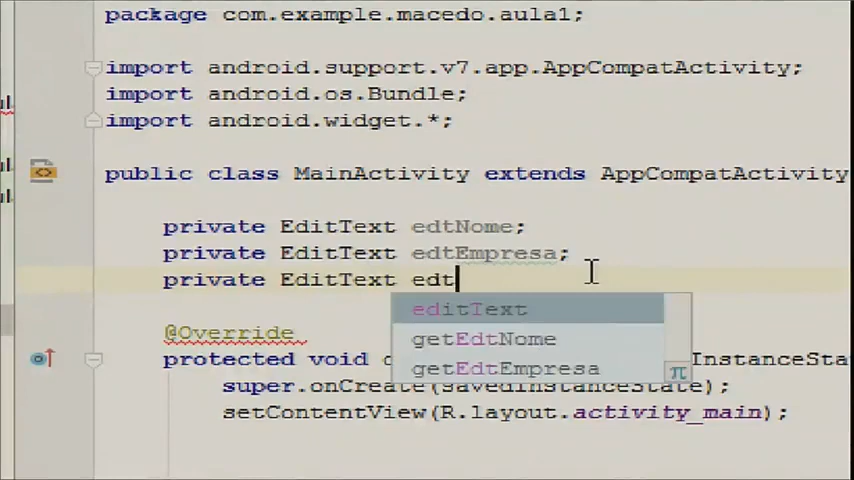 package com.example.macedo.aula1;
import android.support.v7.app.AppCompatActivity;
import android.os.Bundle;
import android.widget.*;
public class MainActivity extends AppCompatActivity
private EditText edtNome;
private EditText edtEmpresa;
private EditText edt
editText
@Override
getEdtNome
protected void
InstanceSta
getEdtEmpresa
super.onCreate(savedInstanceState);
setContentView(R.layout.activity_main);